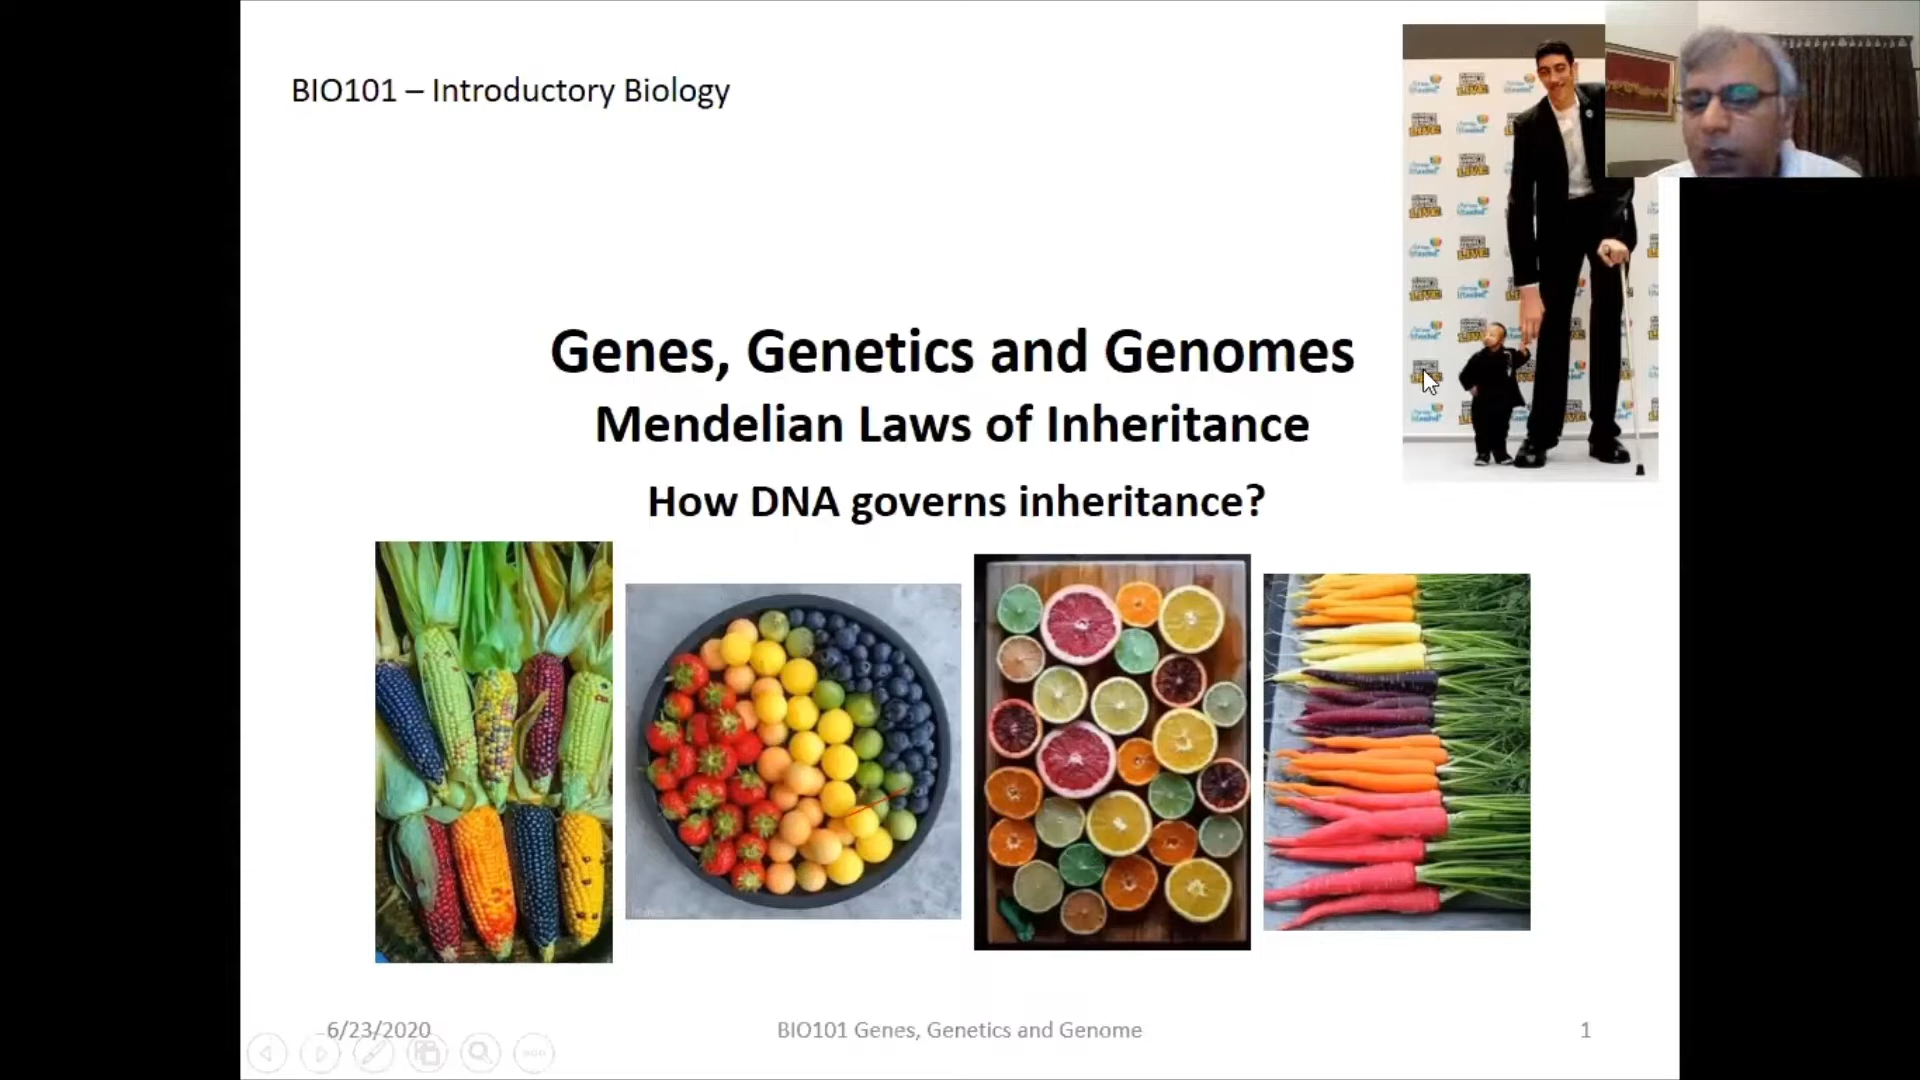 BIO101 – Introductory Biology
Genes, Genetics and Genomes
Mendelian Laws of Inheritance
How DNA governs inheritance?
LIVE!
6/23/2020
BIO101 Genes, Genetics and Genome
1